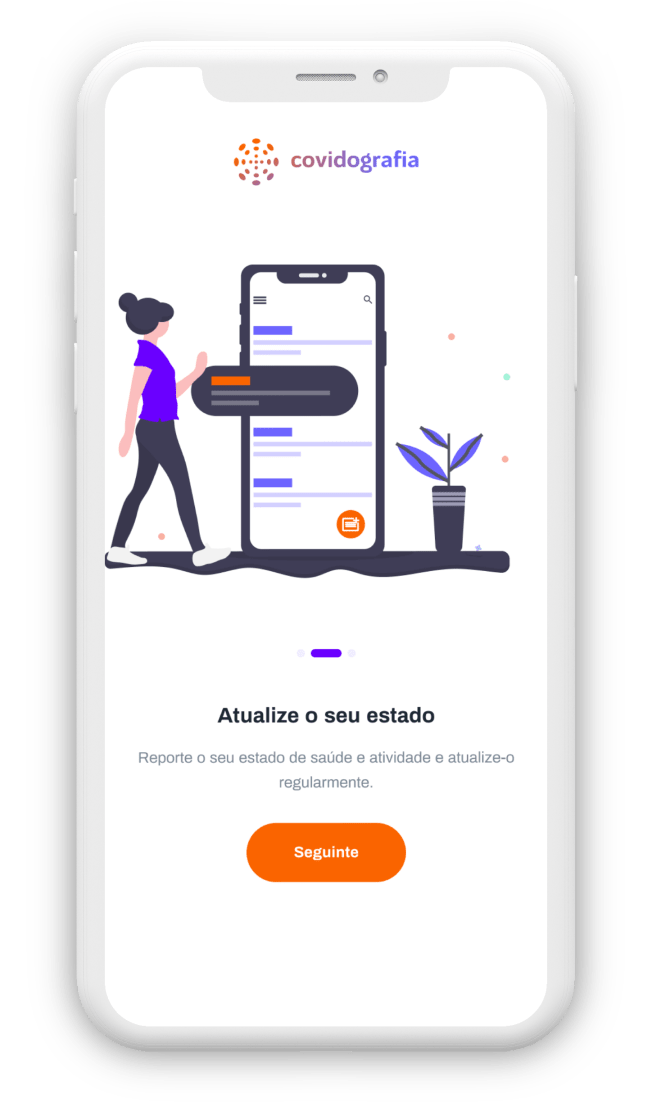 covidografia
Atualize o seu estado
Reporte o seu estado de saúde e atividade e atualize-o
regularmente.
Seguinte